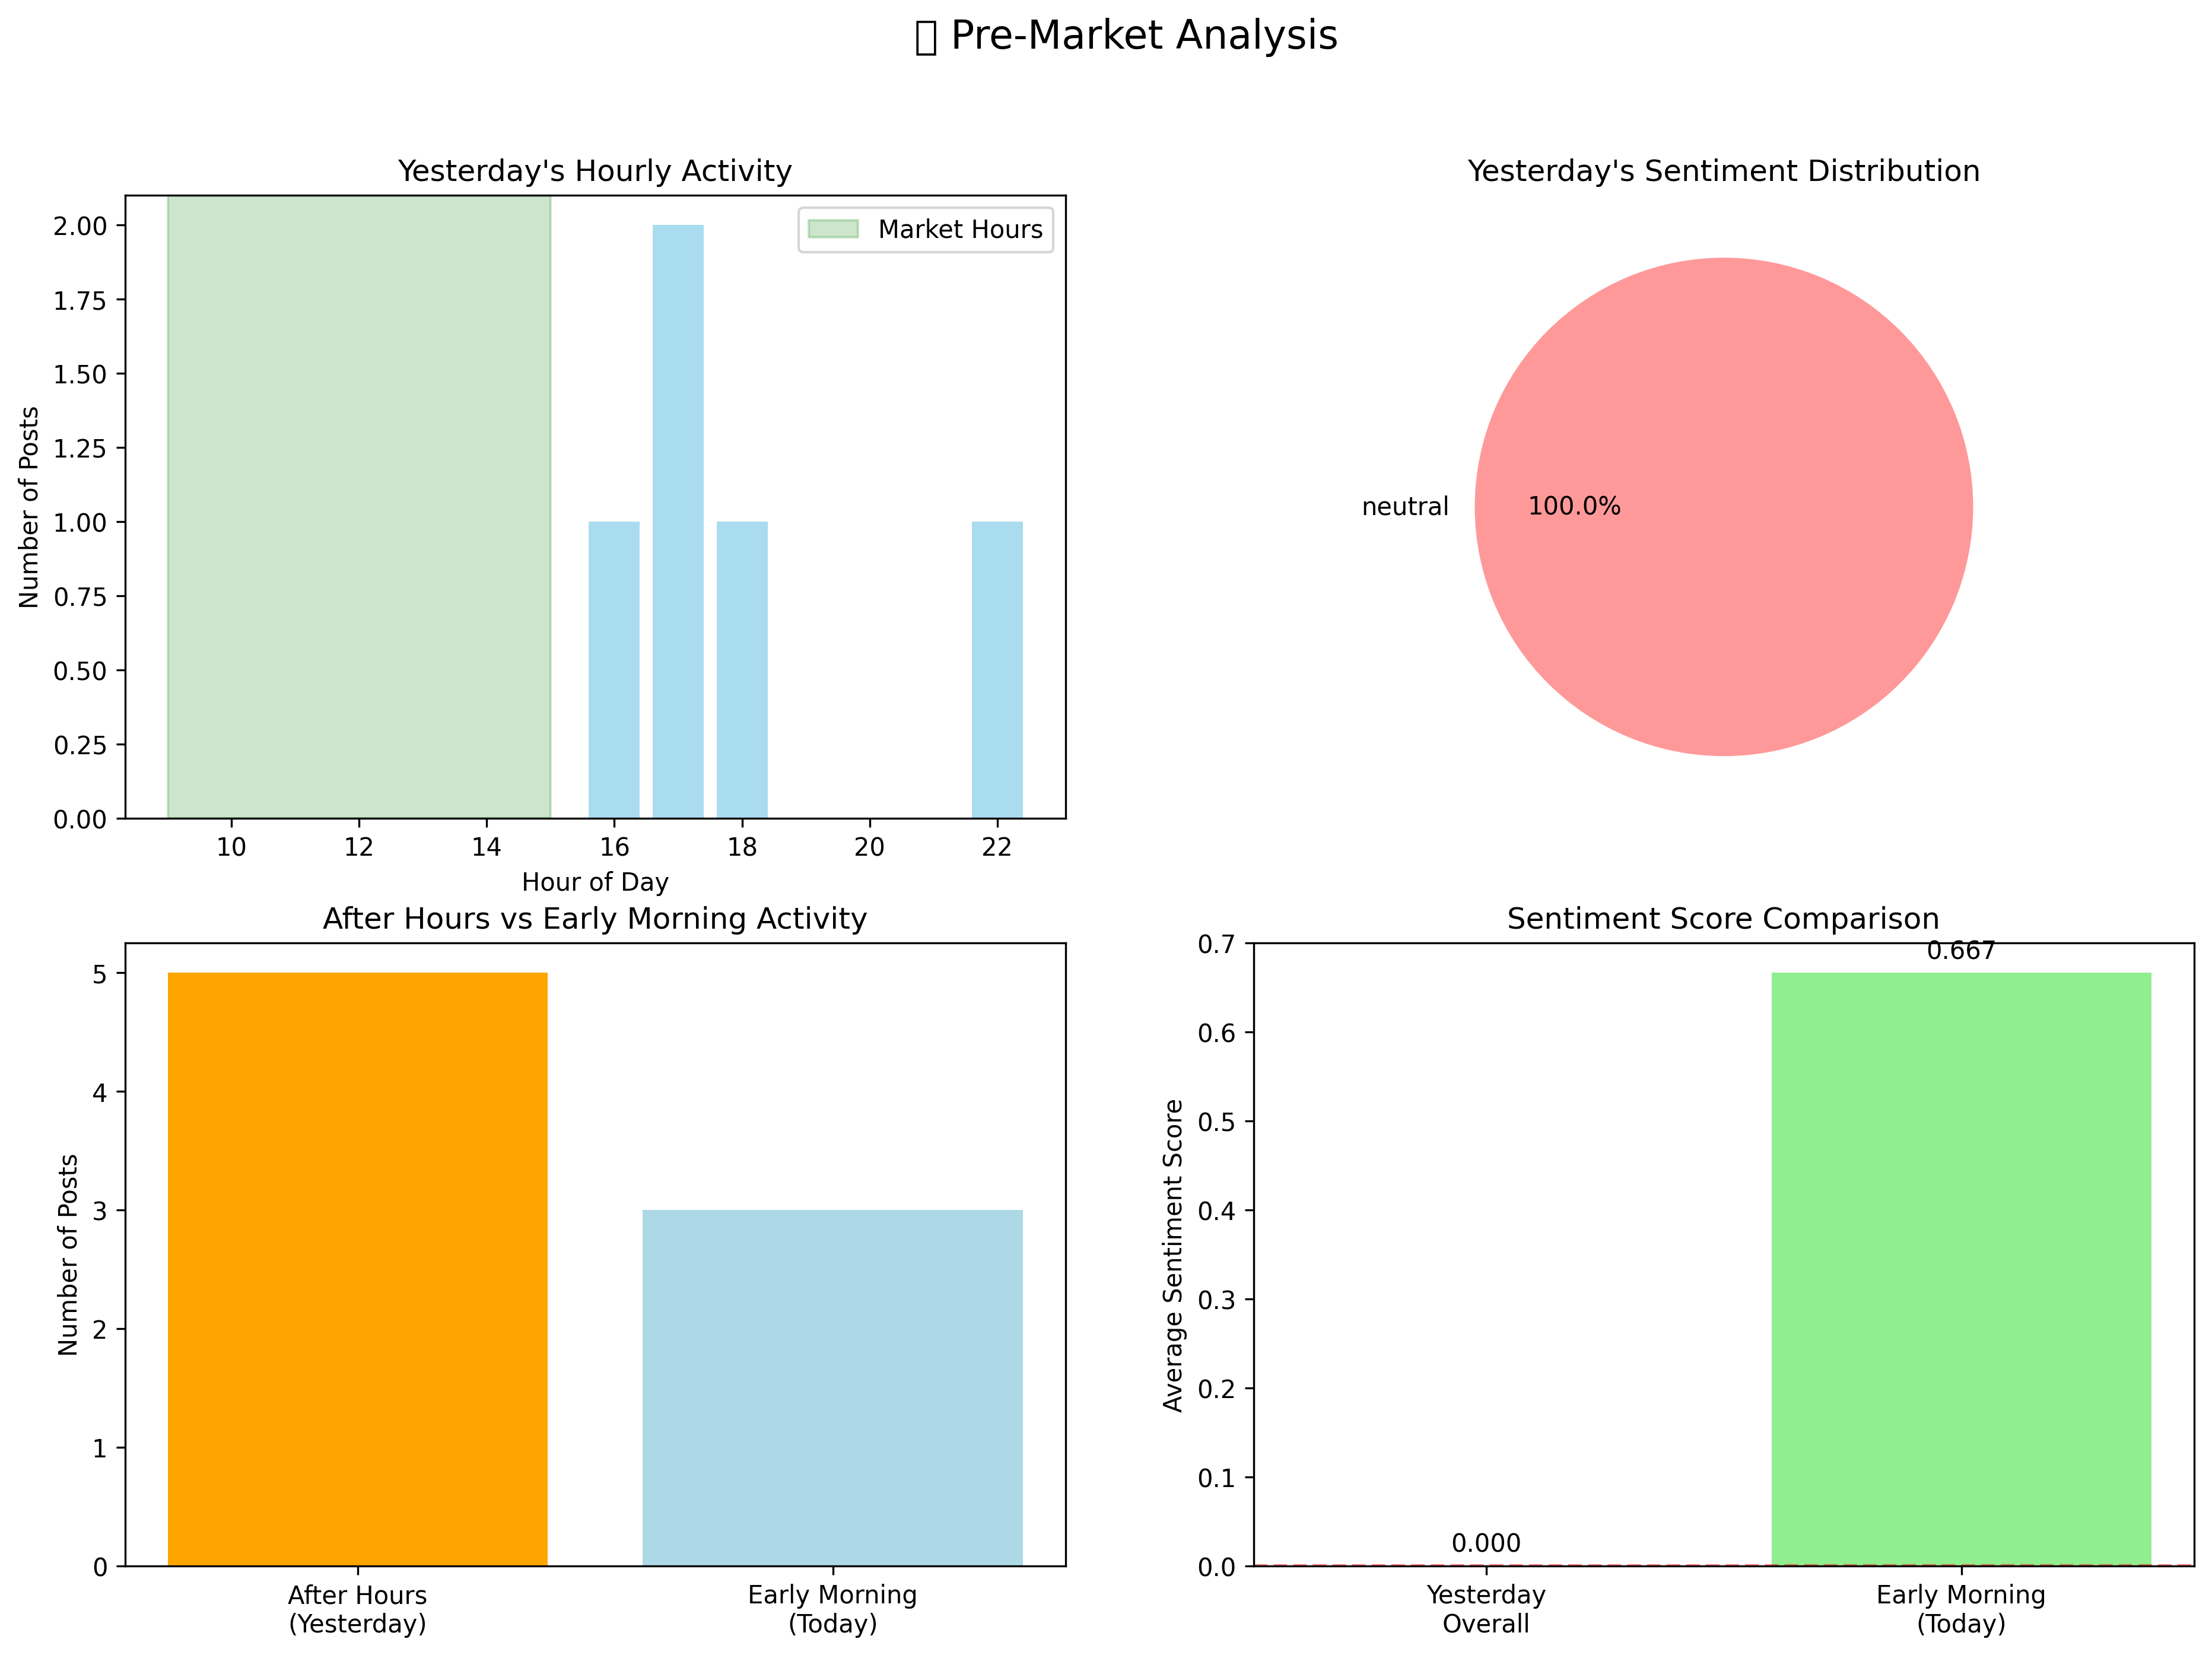 ▯ Pre-Market Analysis
Yesterday's Hourly Activity
Market Hours
2.00
1.75
1.50
1.25
1.00
0.75
0.50
0.25
0.00
Number of Posts
10 12 14 16 18 20 22
Hour of Day
Yesterday's Sentiment Distribution
neutral
100.0%
After Hours vs Early Morning Activity
5
4
3
2
1
0
Number of Posts
After Hours
(Yesterday)
Early Morning
(Today)
Sentiment Score Comparison
0.7
0.6
0.5
0.4
0.3
0.2
0.1
0.0
Average Sentiment Score
0.000
0.667
Yesterday
Overall
Early Morning
(Today)